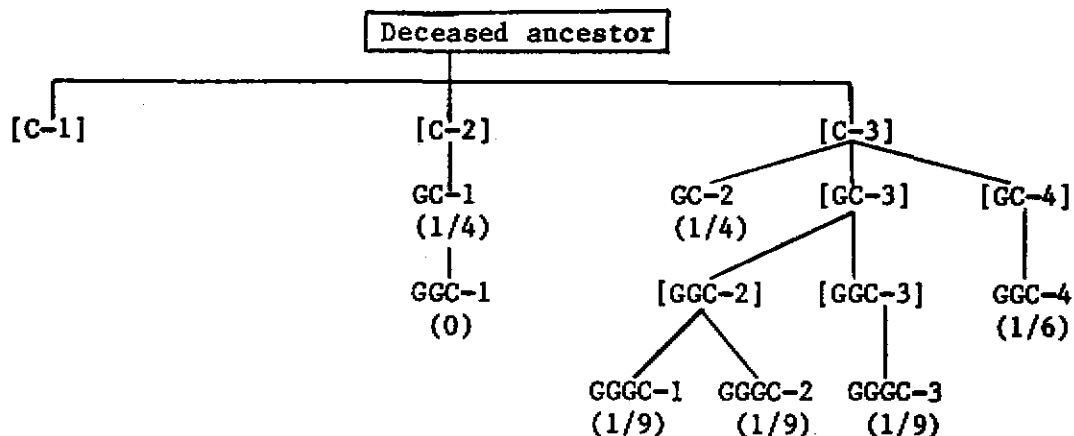 Deceased ancestor
[C-1] [C-2] [C-3]
GC-1 GC-2 [GC-3] [GC-4]
(1/4) (1/4)
GGC-1 [GGC-2] [GGC-3] GGC-4
(0) (1/6)
GGGC-1 GGGC-2 GGGC-3
(1/9) (1/9) (1/9)